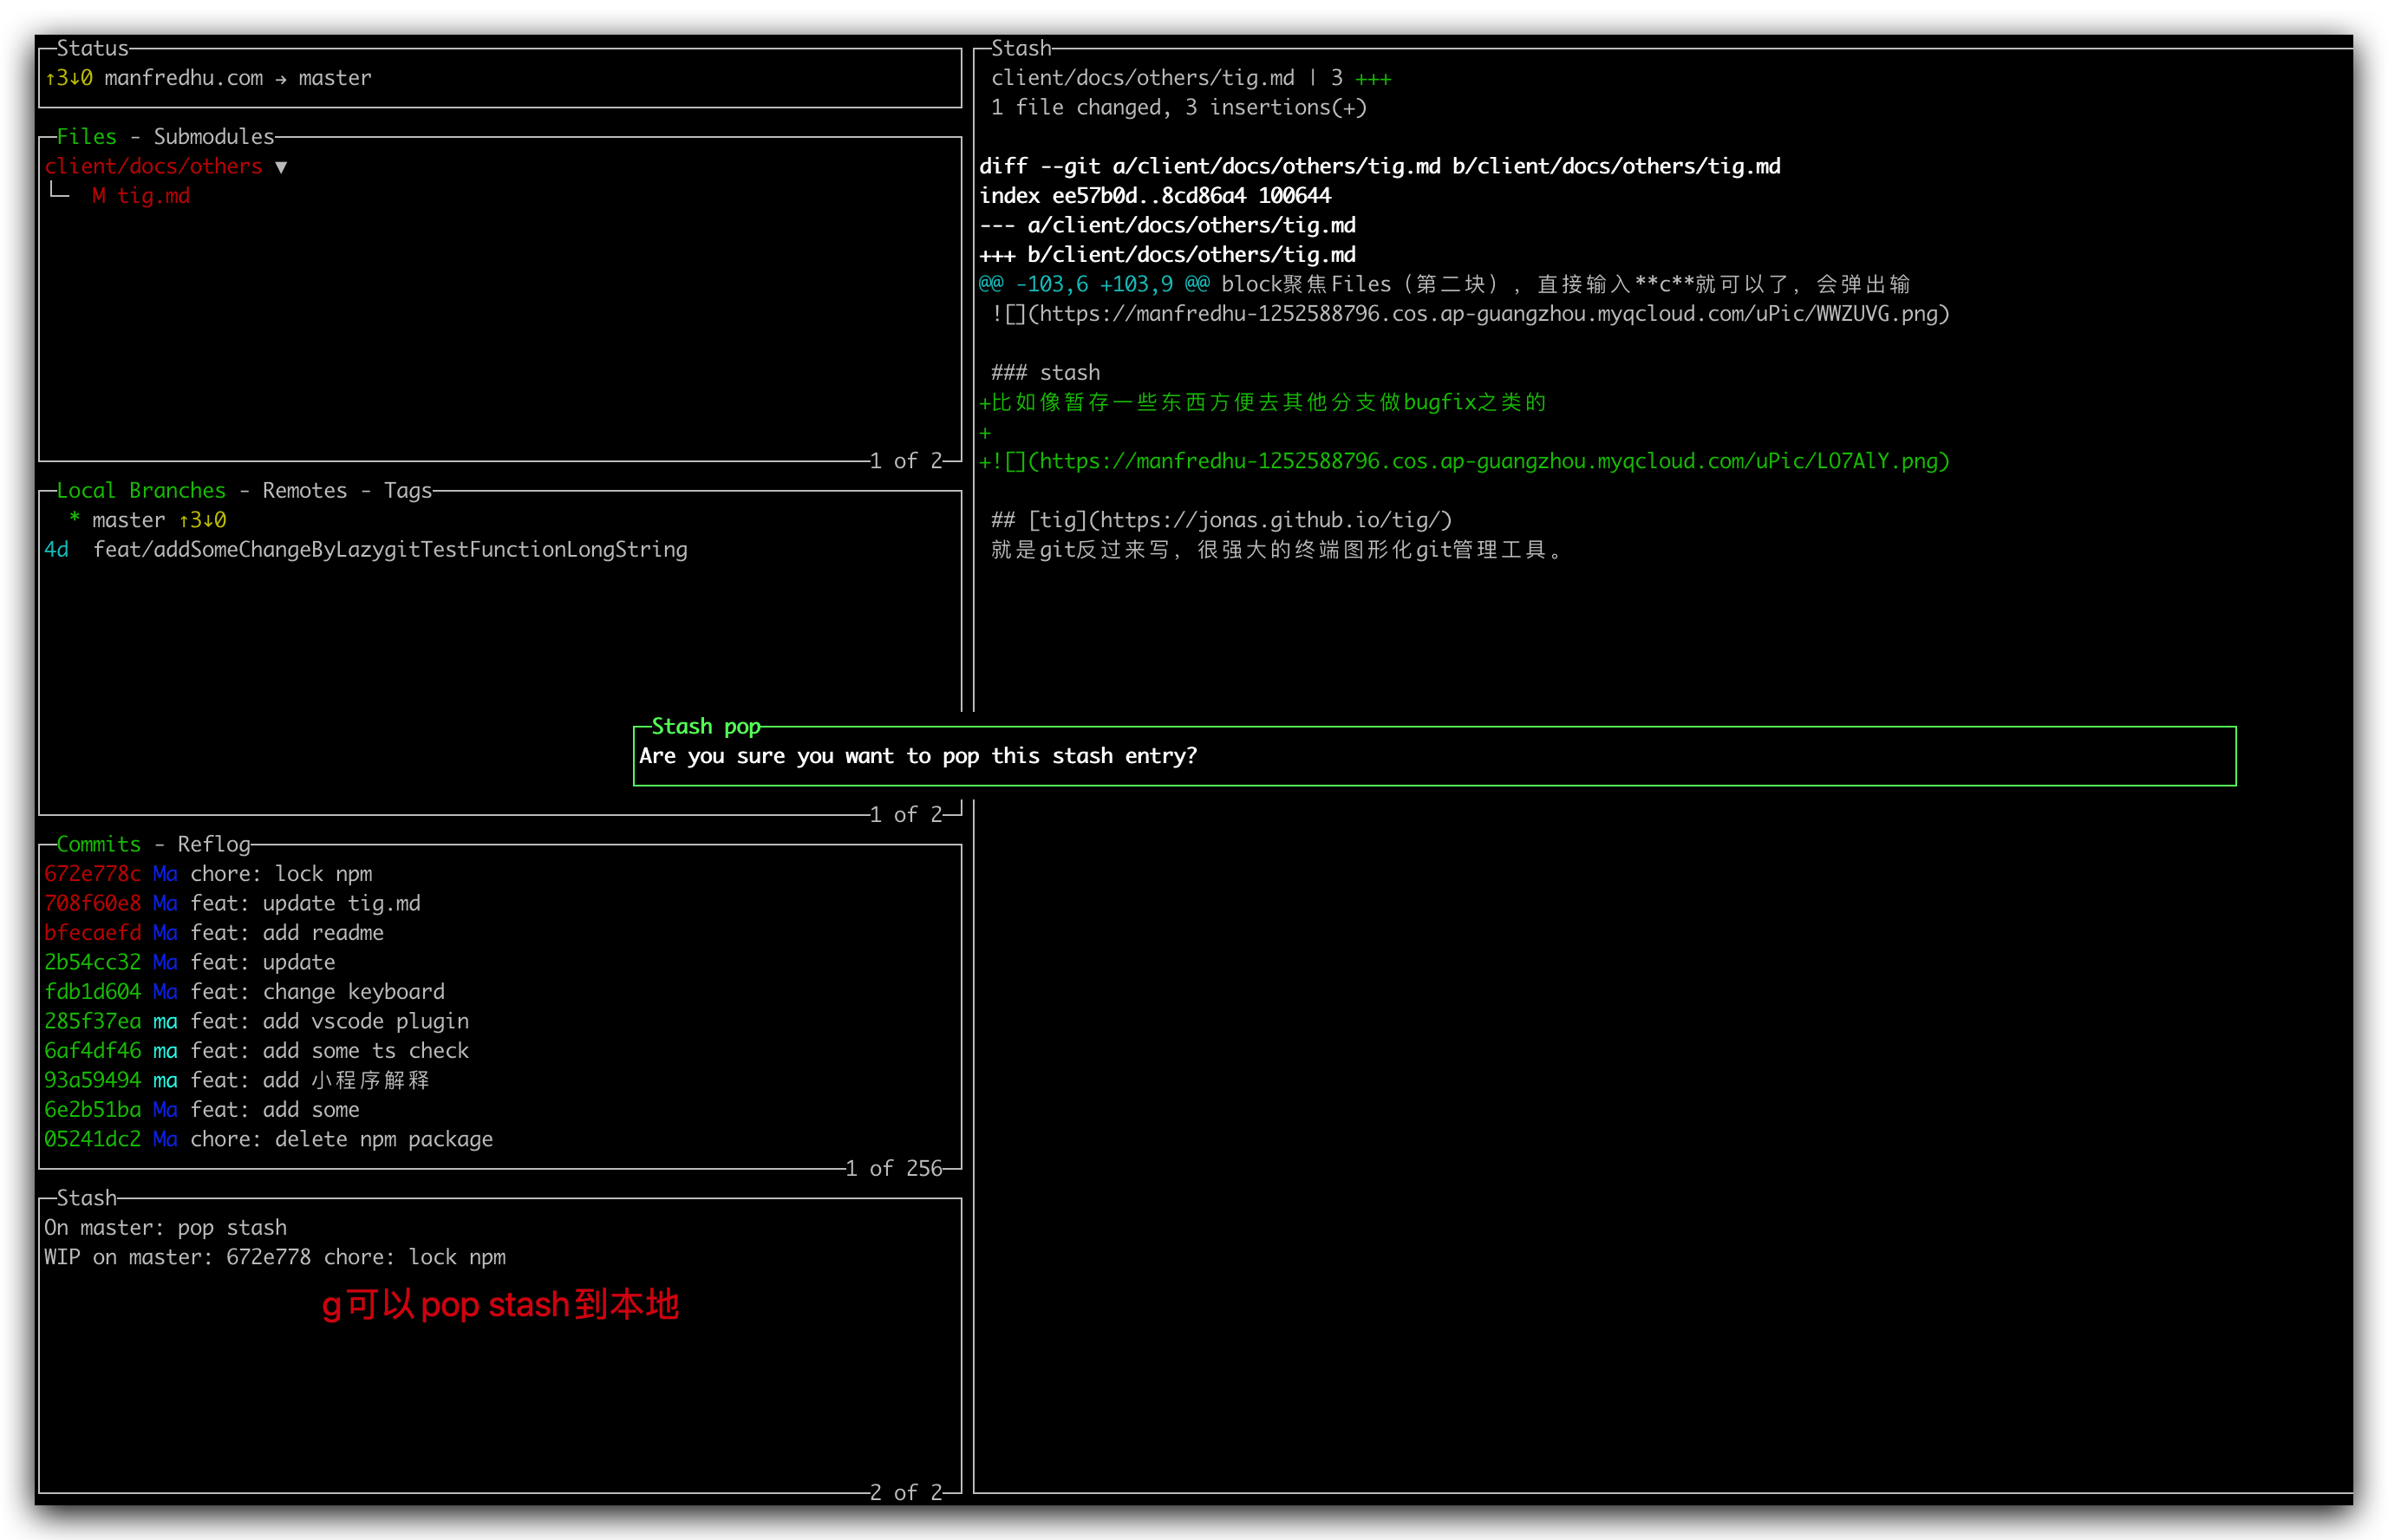 Status
↑3↓0 manfredhu.com → master
Files - Submodules
client/docs/others ▼
M tig.md
1 of 2
Local Branches - Remotes - Tags
* master ↑3↓0
4d feat/addSomeChangeByLazygitTestFunctionLongString
1 of 2
Commits - Reflog
672e778c Ma chore: lock npm
708f60e8 Ma feat: update tig.md
bfecaefd Ma feat: add readme
2b54cc32 Ma feat: update
fdb1d604 Ma feat: change keyboard
285f37ea ma feat: add vscode plugin
6af4df46 ma feat: add some ts check
93a59494 ma feat: add 小程序解释
6e2b51ba Ma feat: add some
05241dc2 Ma chore: delete npm package
1 of 256
Stash
On master: pop stash
WIP on master: 672e778 chore: lock npm
g可以pop stash到本地
2 of 2
Stash
client/docs/others/tig.md | 3 +++
1 file changed, 3 insertions(+)
diff --git a/client/docs/others/tig.md b/client/docs/others/tig.md
index ee57b0d..8cd86a4 100644
--- a/client/docs/others/tig.md
+++ b/client/docs/others/tig.md
@@ -103,6 +103,9 @@ block聚焦Files（第二块），直接输入**c**就可以了，会弹出输
![](https://manfredhu-1252588796.cos.ap-guangzhou.myqcloud.com/uPic/WWZUVG.png)
### stash
+比如像暂存一些东西方便去其他分支做bugfix之类的
+
+![](https://manfredhu-1252588796.cos.ap-guangzhou.myqcloud.com/uPic/LO7AlY.png)
## [tig](https://jonas.github.io/tig/)
就是git反过来写，很强大的终端图形化git管理工具。
Stash pop
Are you sure you want to pop this stash entry?